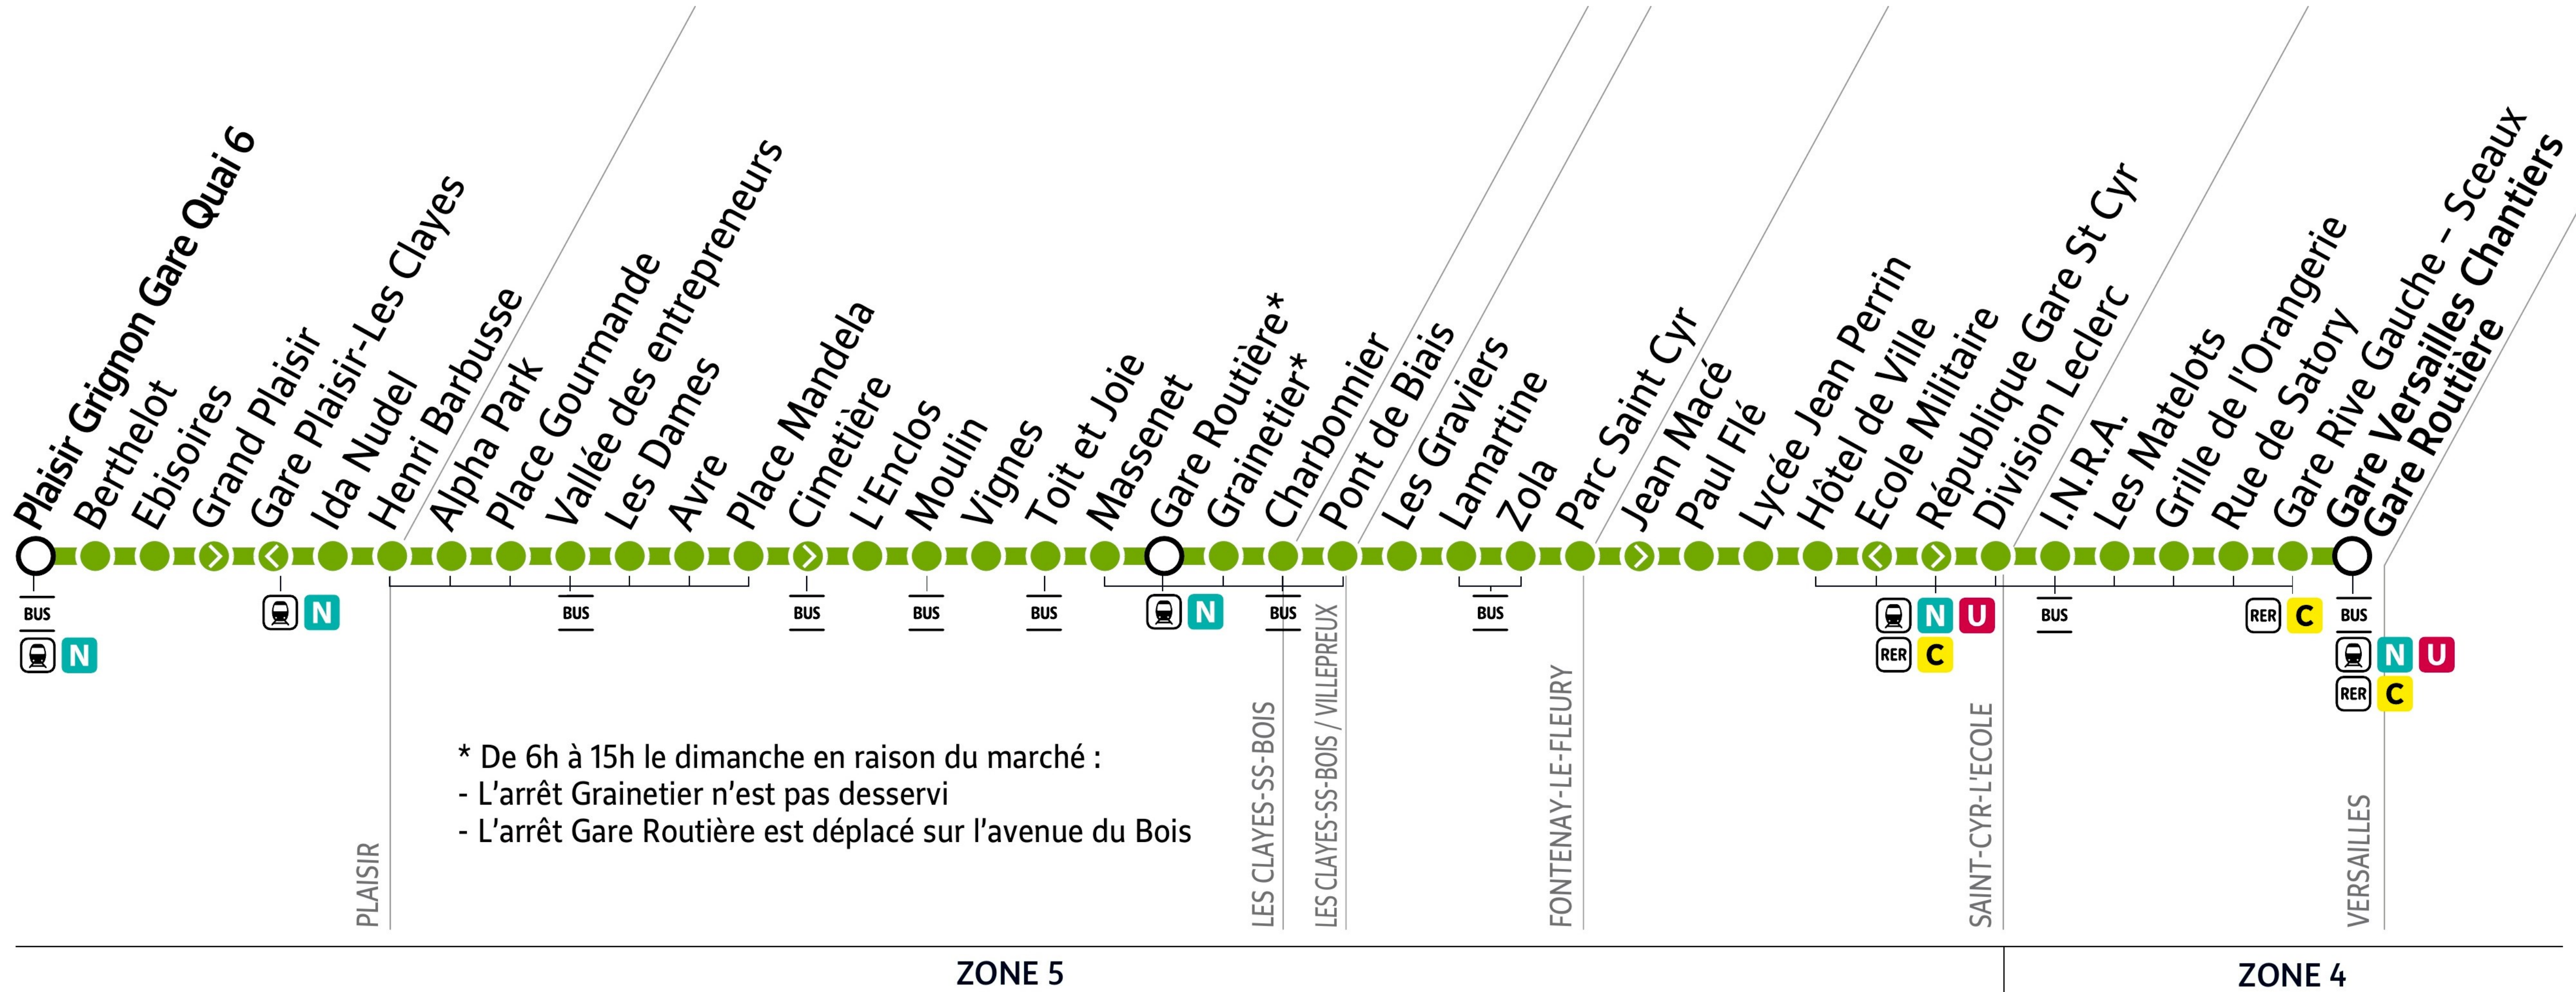 Plaisir Grignon Gare Quai 6
Berthelot
Ebisoires
Grand Plaisir
Gare Plaisir-Les Clayes
Ida Nudel
Henri Barbusse
Alpha Park
Place Gourmande
Vallée des entrepreneurs
Les Dames
Avre
Place Mandela
Cimetière
L'Enclos
Moulin
Vignes
Toit et Joie
Massenet
Gare Routière*
Grainetier*
Charbonnier
Pont de Biais
Les Graviers
Lamartine
Zola
Parc Saint Cyr
Jean Macé
Paul Flé
Lycée Jean Perrin
Hôtel de Ville
Ecole Militaire
République Gare St Cyr
Division Leclerc
I.N.R.A.
Les Matelots
Grille de l'Orangerie
Rue de Satory
Gare Rive Gauche – Sceaux
Gare Versailles Chantiers
Gare Routière
BUS
N
N
BUS
BUS
BUS
BUS
N
BUS
BUS
N U
RER C
BUS
RER C
BUS
N U
RER C
* De 6h à 15h le dimanche en raison du marché :
- L'arrêt Grainetier n'est pas desservi
- L'arrêt Gare Routière est déplacé sur l'avenue du Bois
PLAISIR
LES CLAYES-SS-BOIS
LES CLAYES-SS-BOIS / VILLEPREUX
FONTENAY-LE-FLEURY
SAINT-CYR-L'ECOLE
VERSAILLES
ZONE 5
ZONE 4